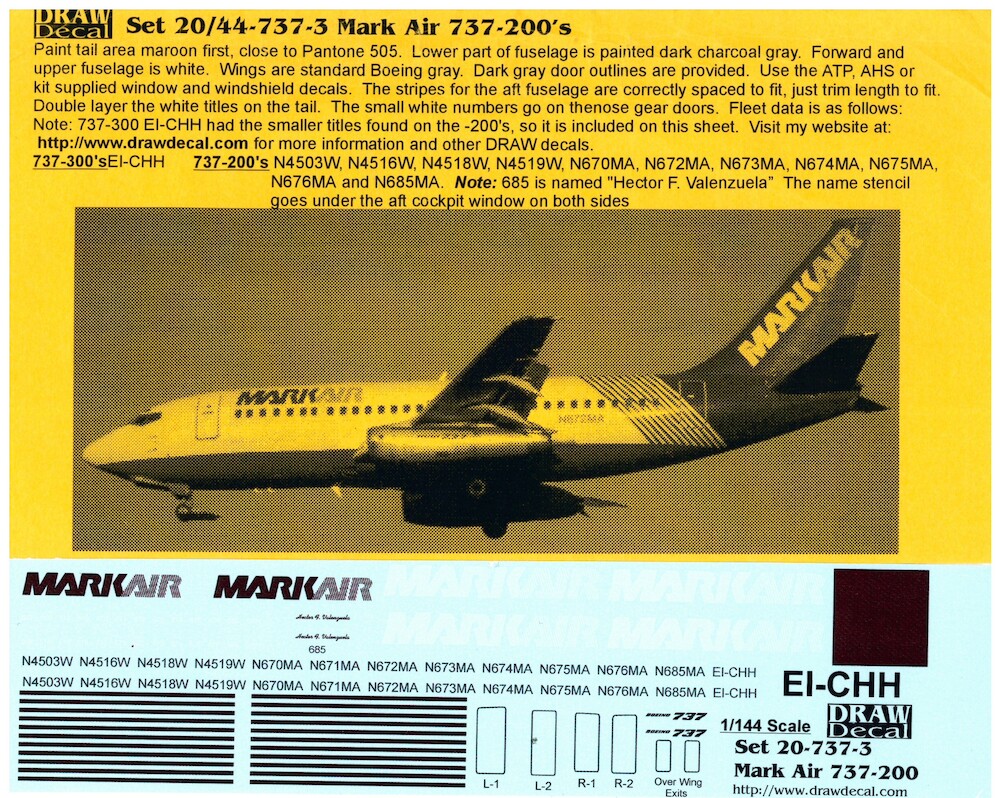 DRAW
Decal
Set 20/44-737-3 Mark Air 737-200's
Paint tail area maroon first, close to Pantone 505. Lower part of fuselage is painted dark charcoal gray. Forward and
upper fuselage is white. Wings are standard Boeing gray. Dark gray door outlines are provided. Use the ATP, AHS or
kit supplied window and windshield decals. The stripes for the aft fuselage are correctly spaced to fit, just trim length to fit.
Double layer the white titles on the tail. The small white numbers go on thenose gear doors. Fleet data is as follows:
Note: 737-300 EI-CHH had the smaller titles found on the -200's, so it is included on this sheet. Visit my website at:
http://www.drawdecal.com for more information and other DRAW decals.
737-300's EI-CHH 737-200's N4503W, N4516W, N4518W, N4519W, N670MA, N672MA, N673MA, N674MA, N675MA,
N676MA and N685MA. Note: 685 is named "Hector F. Valenzuela” The name stencil
goes under the aft cockpit window on both sides
MARKAIR
MARKAIR
N672MA
MARKAIR MARKAIR MARKAIR MARKAIR
MARKAIR MARKAIR
685
N4503W N4516W N4518W N4519W N670MA N671MA N672MA N673MA N674MA N675MA N676MA N685MA EI-CHH
N4503W N4516W N4518W N4519W N670MA N671MA N672MA N673MA N674MA N675MA N676MA N685MA EI-CHH
EI-CHH
BOEING 737
BOEING 737
L-1 L-2 R-1 R-2 Over Wing
Exits
1/144 Scale
DRAW
Decal
Set 20-737-3
Mark Air 737-200
http://www.drawdecal.com